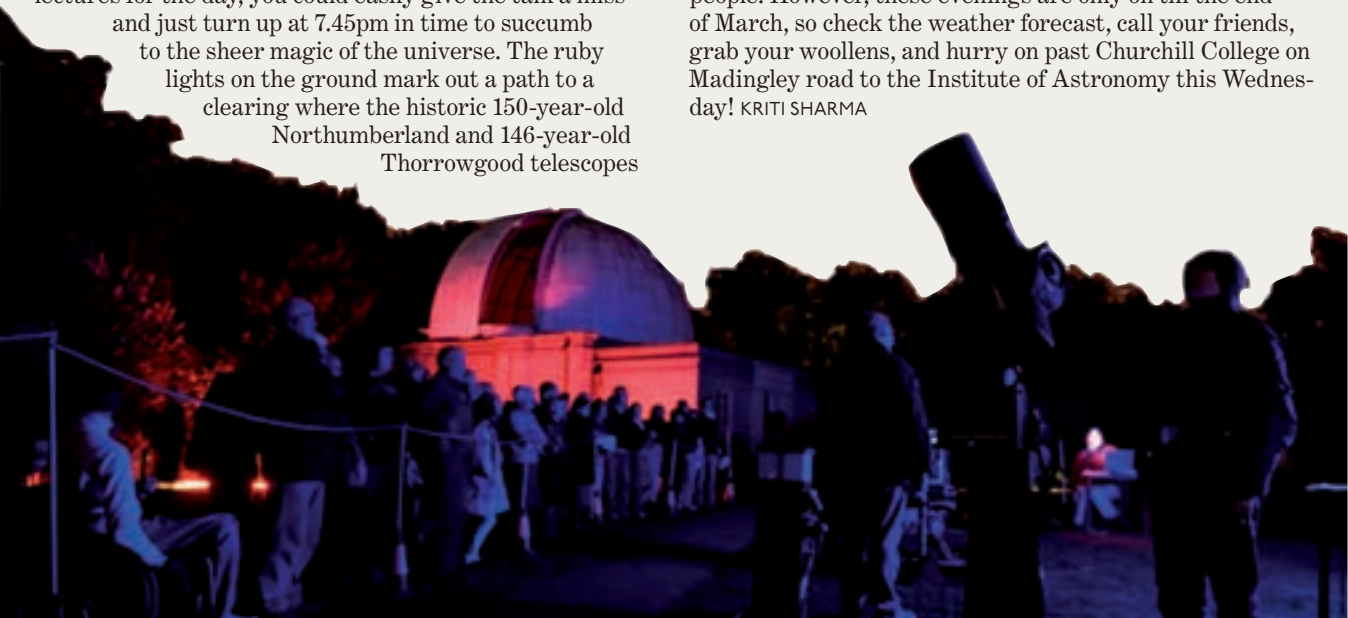 lectures for the day, you could easily give the talk a miss
and just turn up at 7.45pm in time to succumb
to the sheer magic of the universe. The ruby
lights on the ground mark out a path to a
clearing where the historic 150-year-old
Northumberland and 146-year-old
Thorrowgood telescopes
people. However, these evenings are only on till the end
of March, so check the weather forecast, call your friends,
grab your woollens, and hurry on past Churchill College on
Madingley road to the Institute of Astronomy this Wednes-
day! KRITI SHARMA